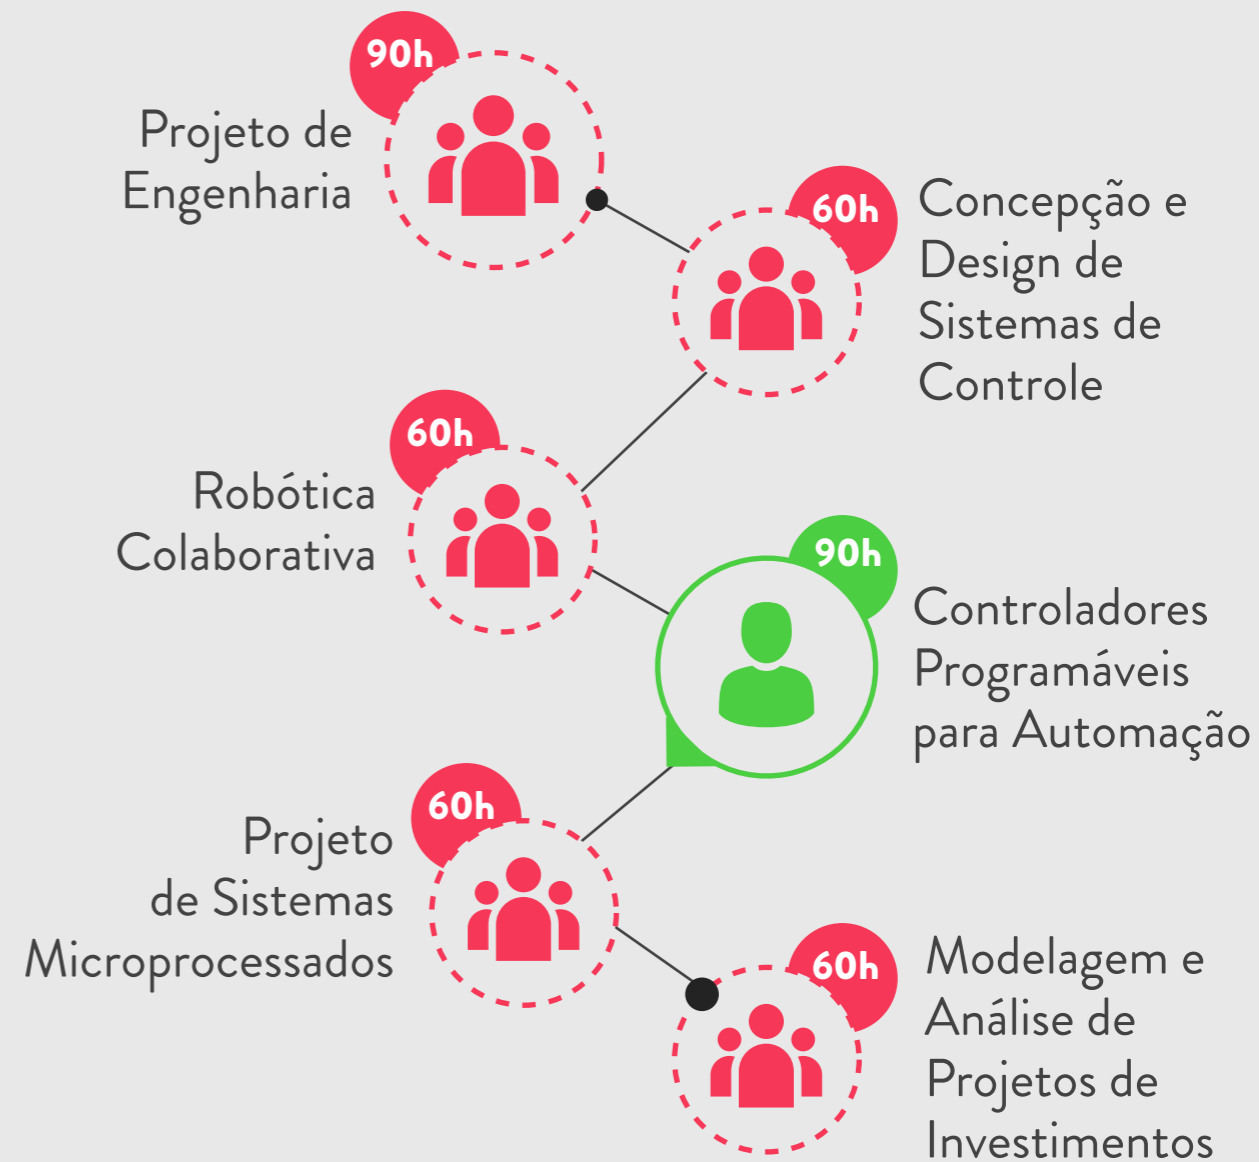 90h
Projeto de
Engenharia
60h
Concepção e
Design de
Sistemas de
Controle
60h
Robótica
Colaborativa
90h
Controladores
Programáveis
para Automação
60h
Projeto
de Sistemas
Microprocessados
60h
Modelagem e
Análise de
Projetos de
Investimentos